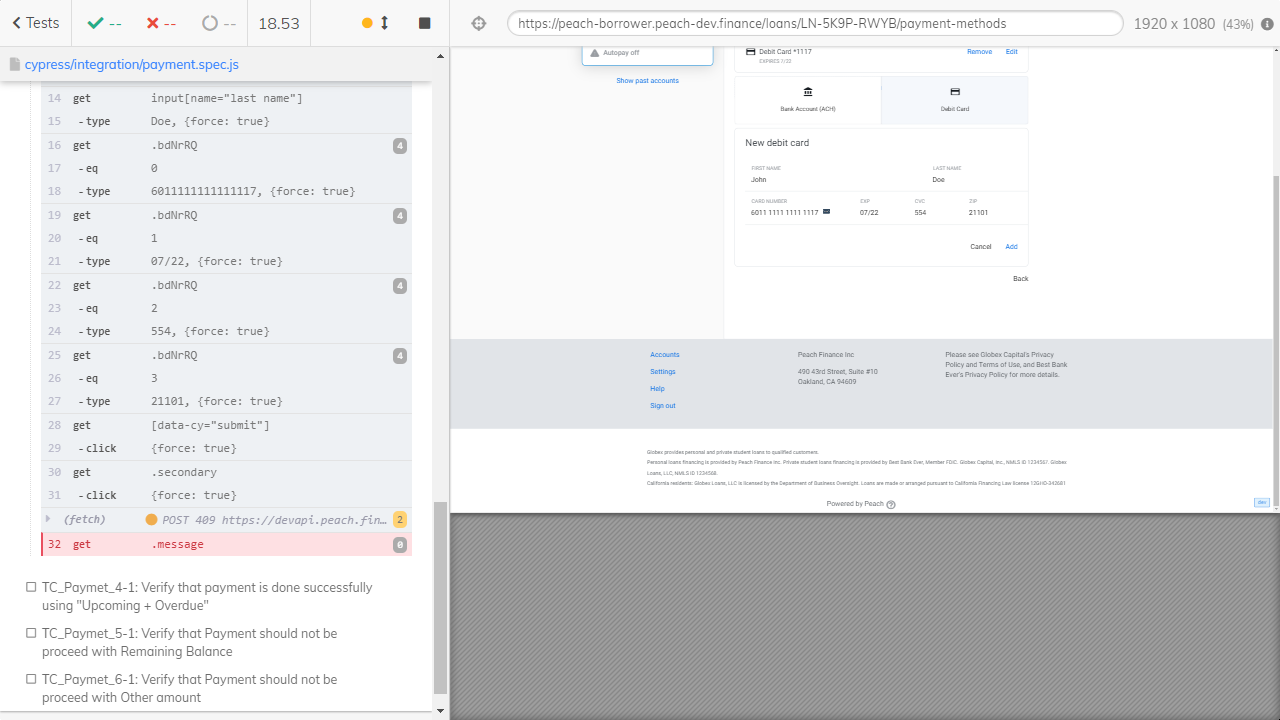 Tests
--
--
--
18.53
https://peach-borrower.peach-dev.finance/loans/LN-5K9P-RWYB/payment-methods
1920 x 1080 (43%)
cypress/integration/payment.spec.js
14 get input[name="last name"]
15 -type Doe, {force: true}
16 get .bdNrRQ 4
17 -eq 0
18 -type 6011111111111117, {force: true}
19 get .bdNrRQ 4
20 -eq 1
21 -type 07/22, {force: true}
22 get .bdNrRQ 4
23 -eq 2
24 -type 554, {force: true}
25 get .bdNrRQ 4
26 -eq 3
27 -type 21101, {force: true}
28 get [data-cy="submit"]
29 -click {force: true}
30 get .secondry
31 -click {force: true}
(fetch) POST 409 https://devapi.peach.fin... 2
32 get .message 0
TC_Paymet_4-1: Verify that payment is done successfully
using "Upcoming + Overdue"
TC_Paymet_5-1: Verify that Payment should not be
proceed with Remaining Balance
TC_Paymet_6-1: Verify that Payment should not be
proceed with Other amount
Autopay off
Show past accounts
Debit Card *1117 Remove Edit
EXPIRES 7/22
Bank Account (ACH) Debit Card
New debit card
FIRST NAME LAST NAME
John Doe
CARD NUMBER EXP CVC ZIP
6011 1111 1111 1117 07/22 554 21101
Cancel Add
Back
Accounts
Settings
Help
Sign out
Peach Finance Inc
490 43rd Street, Suite #10
Oakland, CA 94609
Please see Globex Capital's Privacy
Policy and Terms of Use, and Best Bank
Ever's Privacy Policy for more details.
Globex provides personal and private student loans to qualified customers.
Personal loans financing is provided by Peach Finance Inc. Private student loans financing is provided by Best Bank Ever, Member FDIC. Globex Capital, Inc., NMLS ID 1234567. Globex
Loans, LLC, NMLS ID 1234568.
California residents: Globex Loans, LLC is licensed by the Department of Business Oversight. Loans are made or arranged pursuant to California Financing Law license 12GHD-242681
Powered by Peach
dev